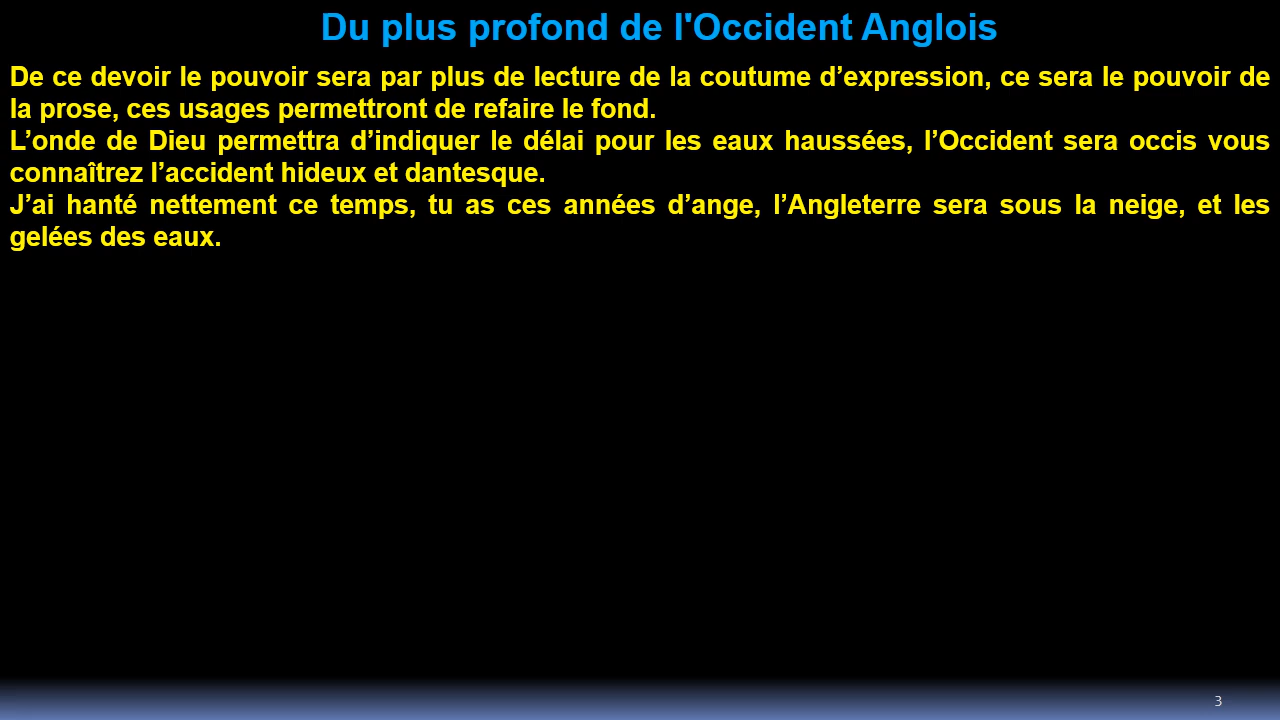 Du plus profond de l'Occident Anglois
De ce devoir le pouvoir sera par plus de lecture de la coutume d’expression, ce sera le pouvoir de
la prose, ces usages permettront de refaire le fond.
L’onde de Dieu permettra d’indiquer le délai pour les eaux haussées, l’Occident sera occis vous
connaîtrez l’accident hideux et dantesque.
J’ai hanté nettement ce temps, tu as ces années d’ange, l’Angleterre sera sous la neige, et les
gelées des eaux.
3